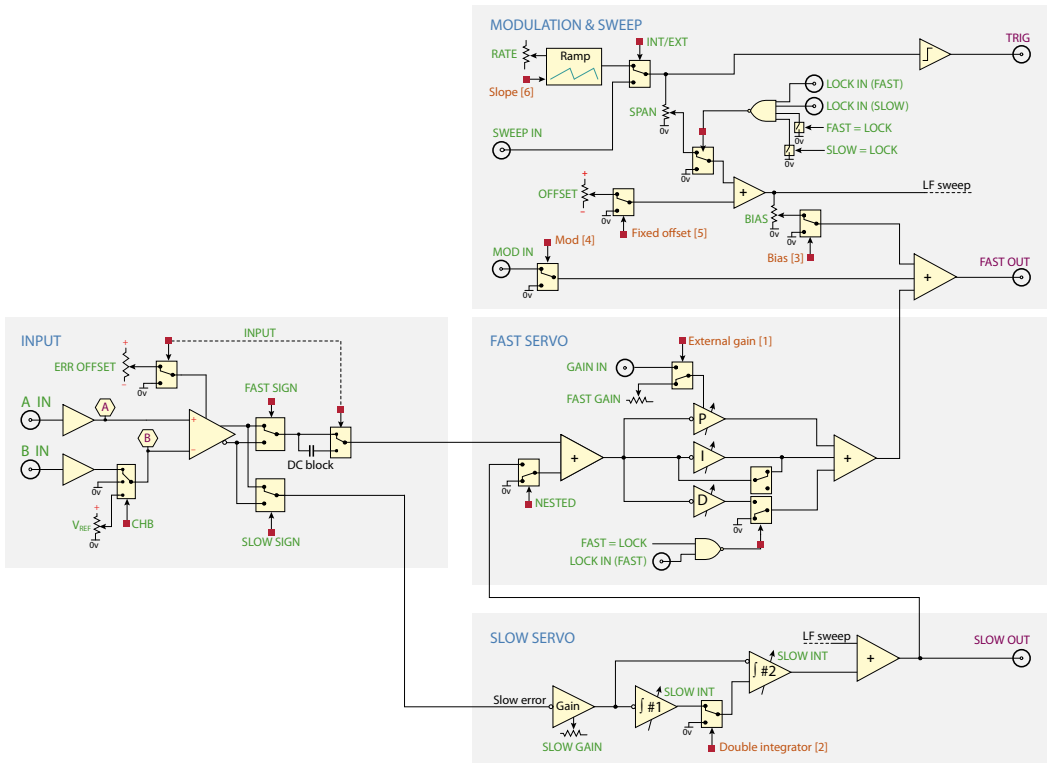 MODULATION & SWEEP
TRIG
INT/EXT
RATE
Ramp
Slope [6]
LOCK IN (FAST)
LOCK IN (SLOW)
SPAN
0v
FAST = LOCK
0v
SWEEP IN
SLOW = LOCK
0v
0v
+
LF sweep
OFFSET
+
−
0v
BIAS
Fixed offset [5]
0v
Mod [4]
MOD IN
Bias [3]
FAST OUT
+
0v
INPUT
INPUT
+
ERR OFFSET
−
0v
FAST SIGN
A IN
A
+
B
−
B IN
DC block
0v
+
VREF
0v
CHB
SLOW SIGN
FAST SERVO
External gain [1]
GAIN IN
FAST GAIN
0v
P
+
I
+
0v
NESTED
D
0v
FAST = LOCK
LOCK IN (FAST)
SLOW SERVO
LF sweep
SLOW OUT
SLOW INT
+
∫ #2
Slow error
Gain
SLOW INT
∫ #1
0v
SLOW GAIN
Double integrator [2]